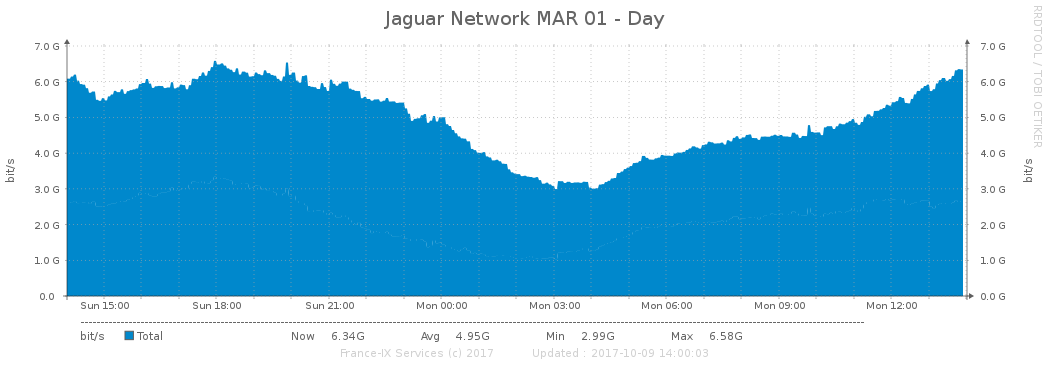 Jaguar Network MAR 01 - Day
RRDTOOL / TOBI OETIKER
bit/s
7.0 G
6.0 G
5.0 G
4.0 G
3.0 G
2.0 G
1.0 G
0.0
7.0 G
6.0 G
5.0 G
4.0 G
3.0 G
2.0 G
1.0 G
0.0 G
bit/s
Sun 15:00 Sun 18:00 Sun 21:00 Mon 00:00 Mon 03:00 Mon 06:00 Mon 09:00 Mon 12:00
bit/s Total Now 6.34G Avg 4.95G Min 2.99G Max 6.58G
France-IX Services (c) 2017 Updated : 2017-10-09 14:00:03